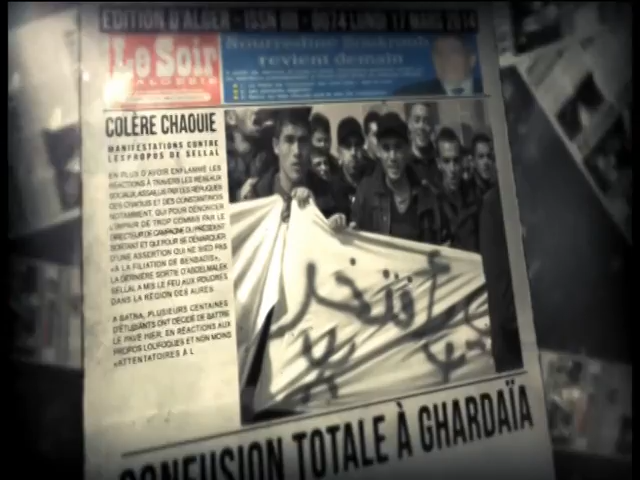 EDITION D'ALGER - ISSN
LUNDI 17 MARS 2014
Le Soir
ALGERIE
Nourreddine Boukrouh
revient demain
COLÈRE CHAOUIE
MANIFESTATIONS CONTRE
LES PROPOS DE SELLAL
EN PLUS D'AVOIR ENFLAMMÉ LES
RÉACTIONS À TRAVERS LES RÉSEAUX
SOCIAUX, ASSAILLIS PAR LES RÉPLIQUES
DES CHAOUIS ET DES CONSTANTINOIS
NOTAMMENT, QUI POUR DÉNONCER
L'IMPAIR DE TROP COMMIS PAR LE
DIRECTEUR DE CAMPAGNE DU PRÉSIDENT
SORTANT ET QUI POUR SE DÉMARQUER
D'UNE ASSERTION QUI NE SIED PAS
«À LA FILIATION DE BENBADIS»,
LA DERNIÈRE SORTIE D'ABDELMALEK
SELLAL A MIS LE FEU AUX POUDRES
DANS LA RÉGION DES AURÈS.
A BATNA, PLUSIEURS CENTAINES
D'ÉTUDIANTS ONT DÉCIDÉ DE BATTRE
LE PAVÉ HIER, EN RÉACTIONS AUX
PROPOS LOUFOQUES ET NON MOINS
«ATTENTATOIRES À L
CONFUSION TOTALE À GHARDAÏA